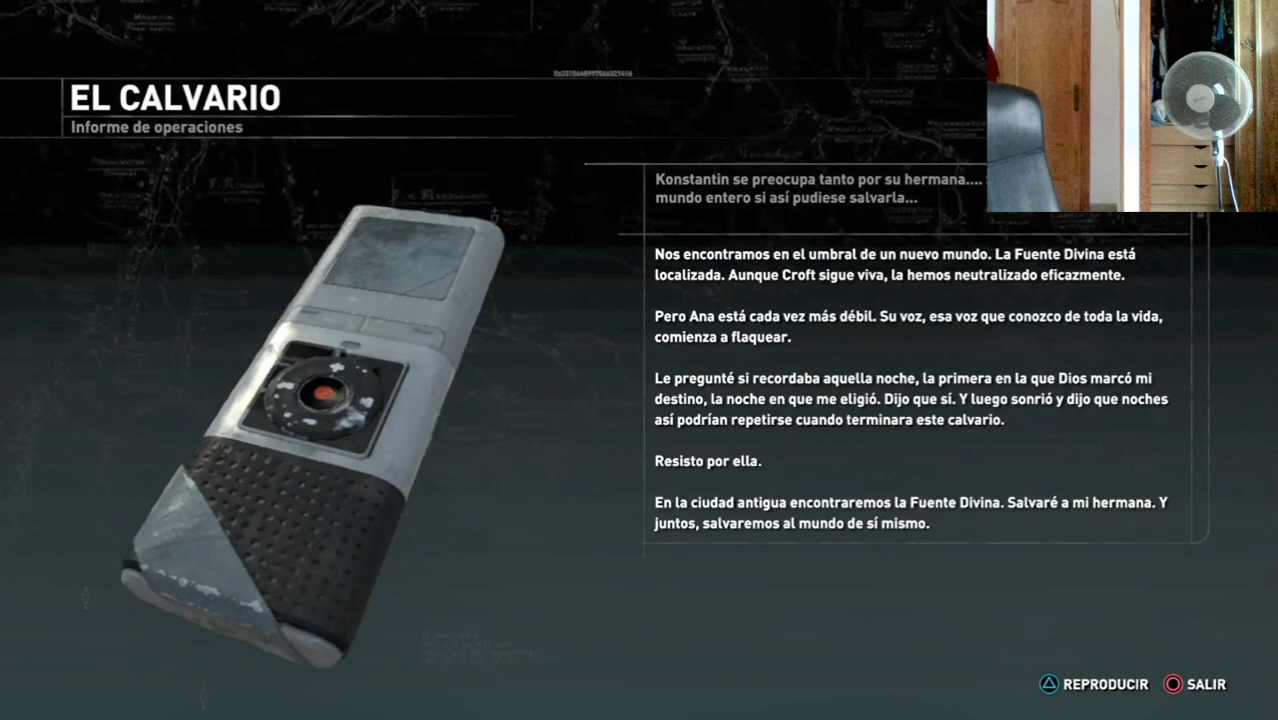 EL CALVARIO
Informe de operaciones
Konstantin se preocupa tanto por su hermana....
mundo entero si así pudiese salvarla...
Nos encontramos en el umbral de un nuevo mundo. La Fuente Divina está
localizada. Aunque Croft sigue viva, la hemos neutralizado eficazmente.
Pero Ana está cada vez más débil. Su voz, esa voz que conozco de toda la vida,
comienza a flaquear.
Le pregunté si recordaba aquella noche, la primera en la que Dios marcó mi
destino, la noche en que me eligió. Dijo que sí. Y luego sonrió y dijo que noches
así podrían repetirse cuando terminara este calvario.
Resisto por ella.
En la ciudad antigua encontraremos la Fuente Divina. Salvaré a mi hermana. Y
juntos, salvaremos al mundo de sí mismo.
REPRODUCIR SALIR